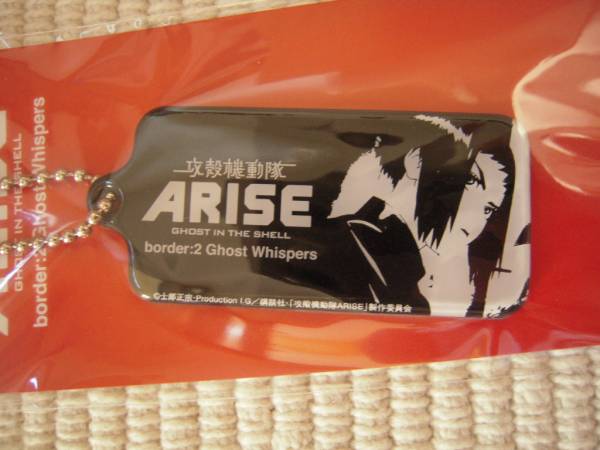 攻殻機動隊
ARISE
GHOST IN THE SHELL
border:2 Ghost Whispers
©士郎正宗・Production I.G/講談社・「攻殻機動隊ARISE」製作委員会
GHOST IN THE SHELL
border:2 Ghost Whispers